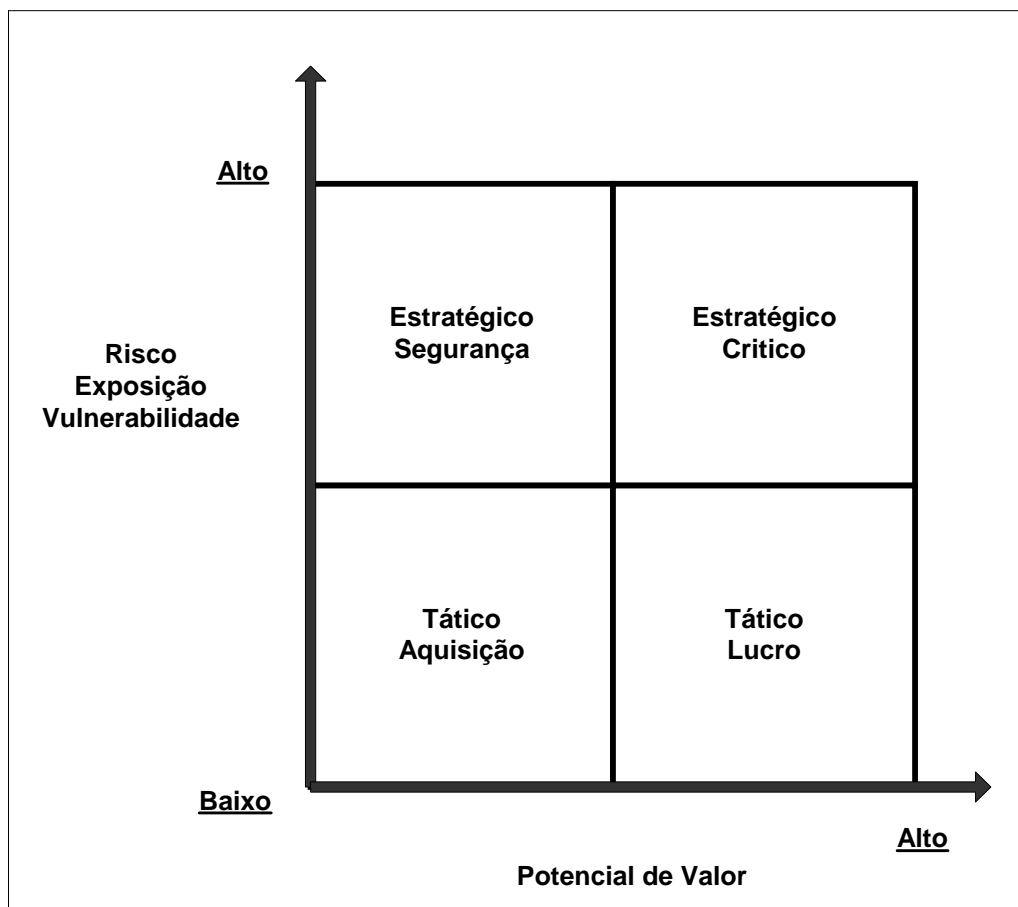 Alto
Estratégico
Segurança
Estratégico
Critico
Risco
Exposição
Vulnerabilidade
Tático
Aquisição
Tático
Lucro
Baixo
Alto
Potencial de Valor